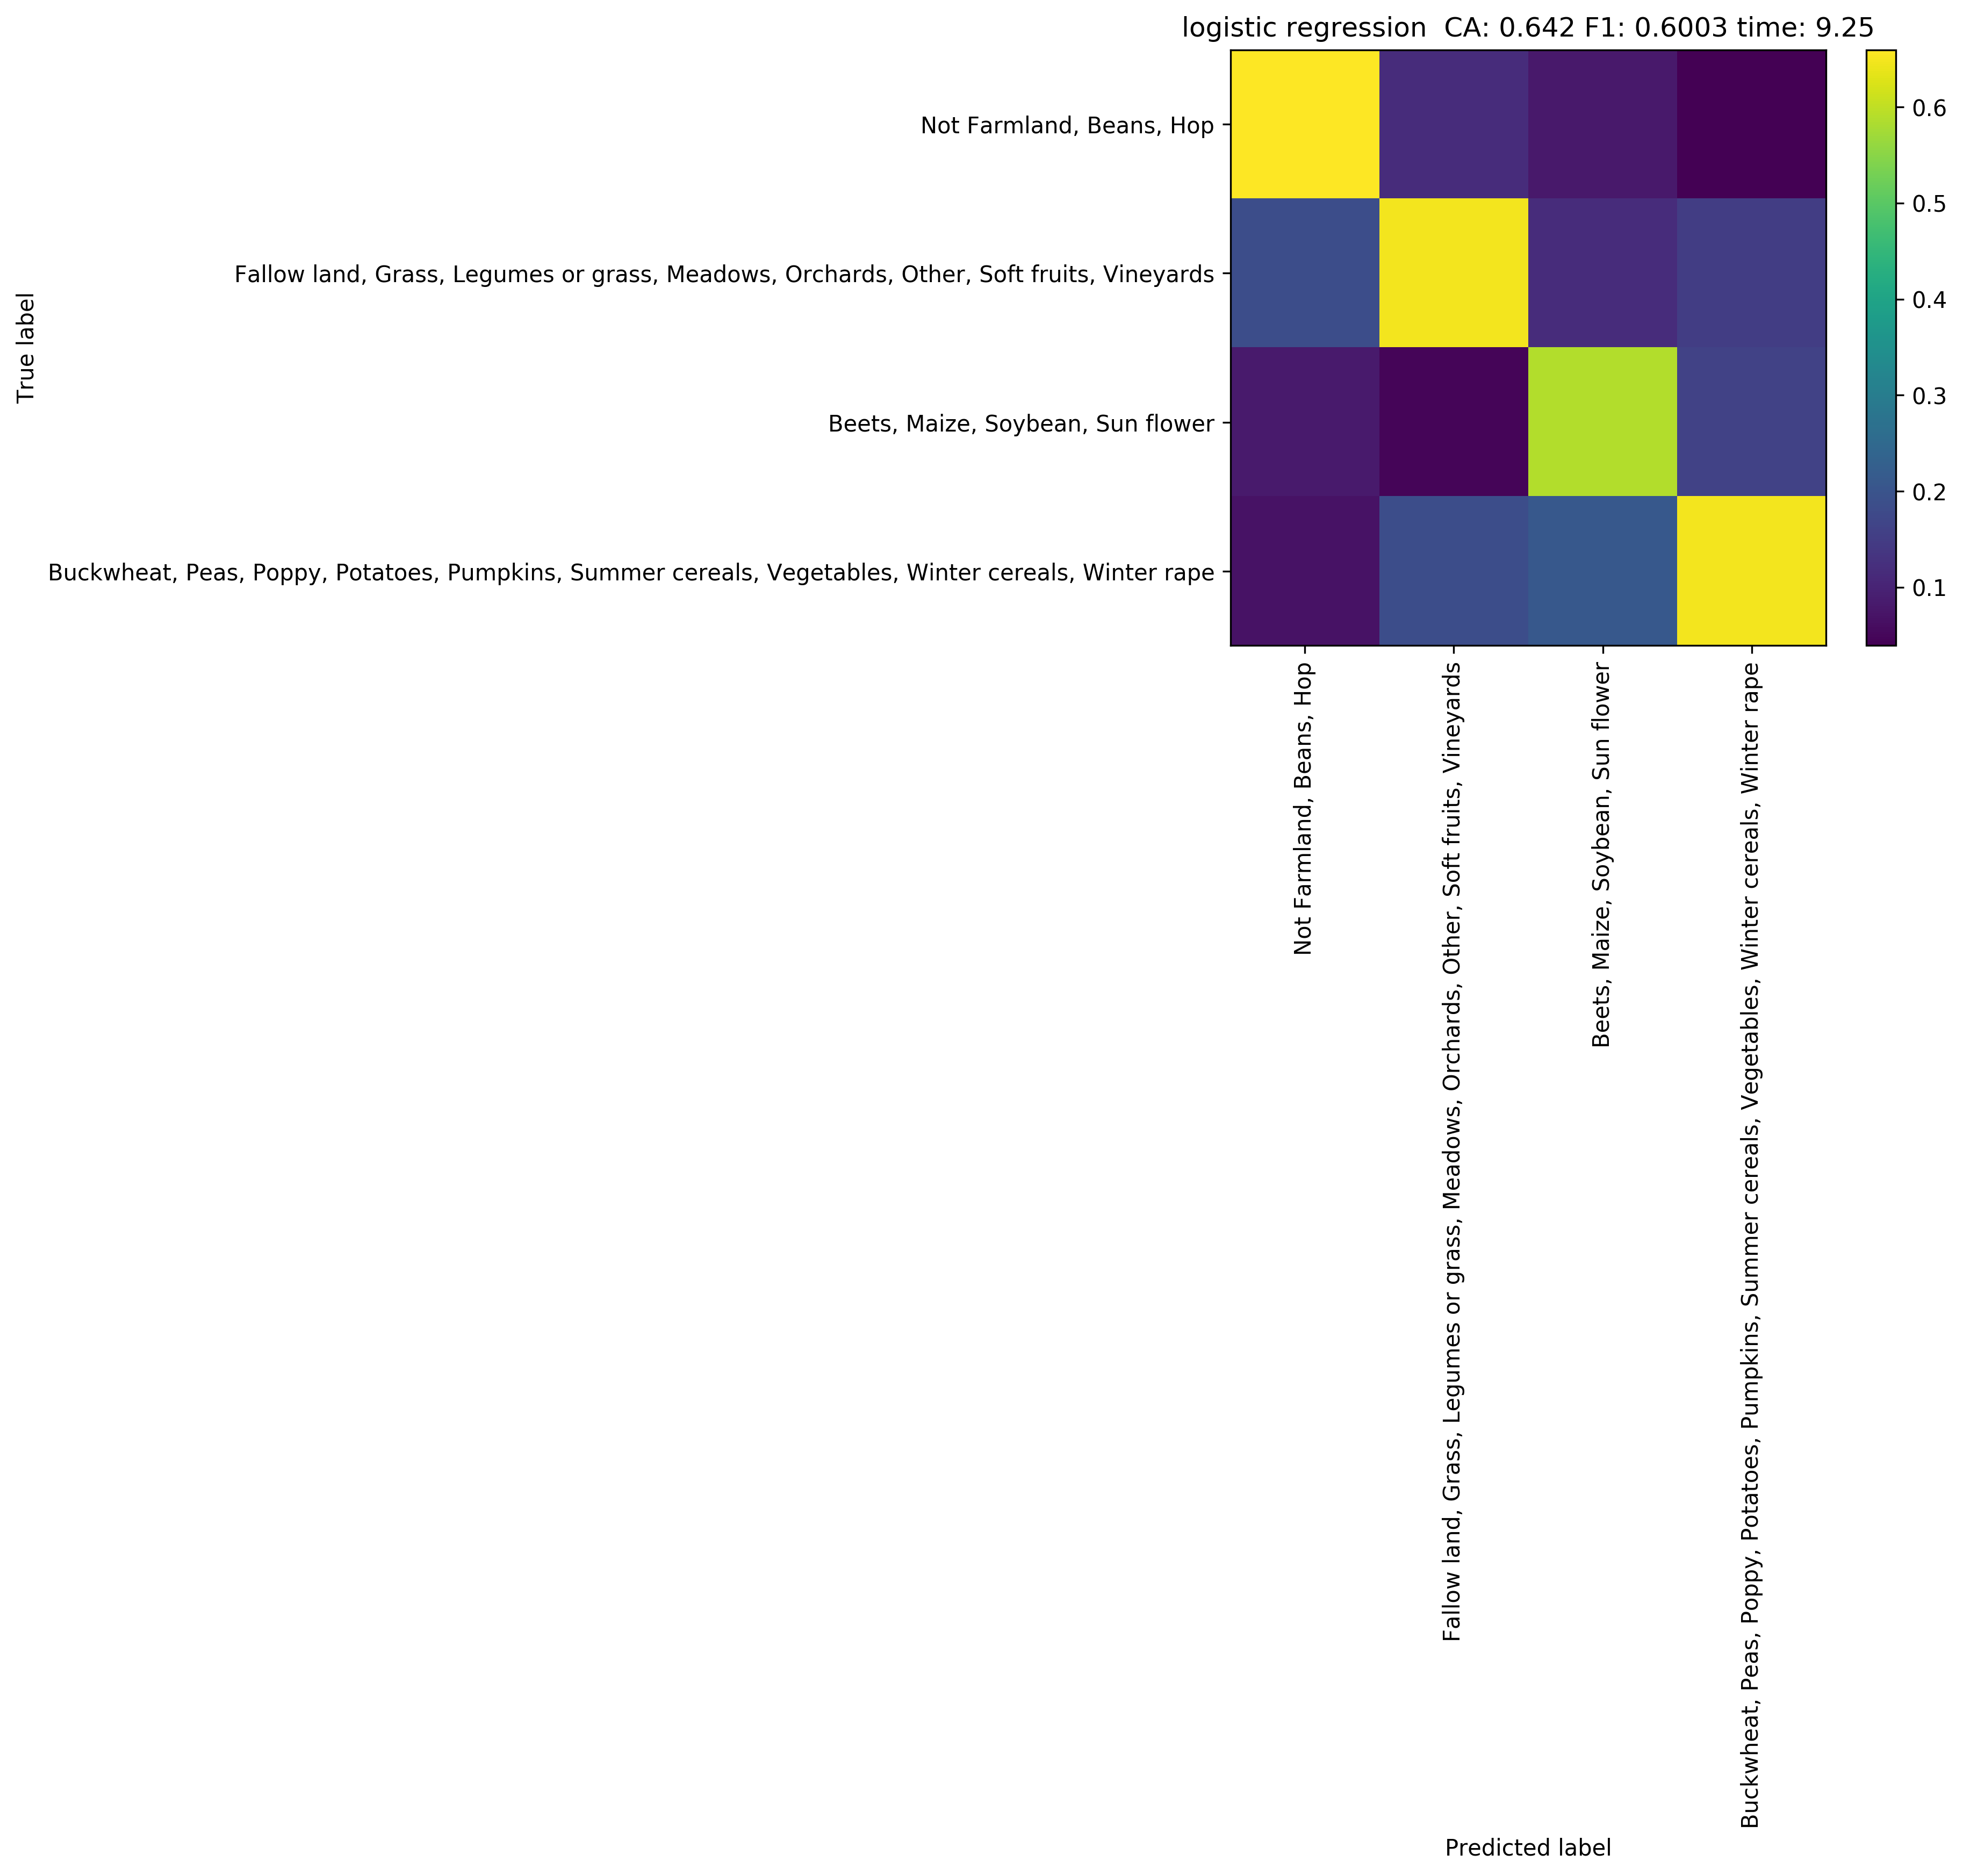 logistic regression  CA: 0.642 F1: 0.6003 time: 9.25
True label
Not Farmland, Beans, Hop
Fallow land, Grass, Legumes or grass, Meadows, Orchards, Other, Soft fruits, Vineyards
Beets, Maize, Soybean, Sun flower
Buckwheat, Peas, Poppy, Potatoes, Pumpkins, Summer cereals, Vegetables, Winter cereals, Winter rape
0.6
0.5
0.4
0.3
0.2
0.1
Not Farmland, Beans, Hop
Fallow land, Grass, Legumes or grass, Meadows, Orchards, Other, Soft fruits, Vineyards
Beets, Maize, Soybean, Sun flower
Buckwheat, Peas, Poppy, Potatoes, Pumpkins, Summer cereals, Vegetables, Winter cereals, Winter rape
Predicted label